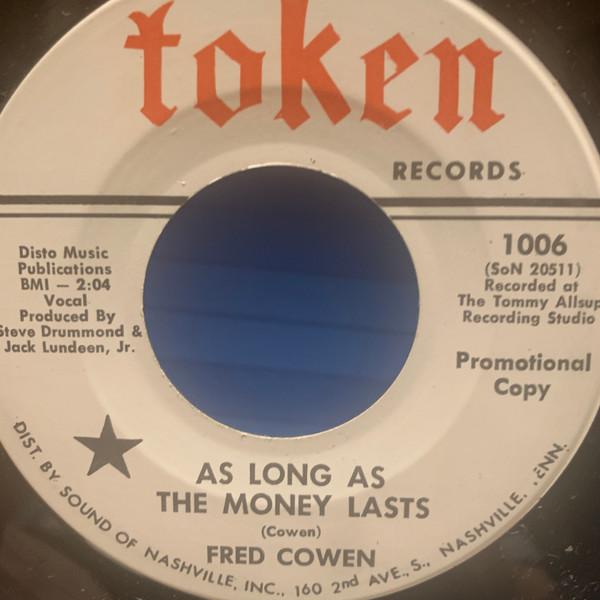 token
RECORDS
Disto Music
Publications
BMI — 2:04
Vocal
Produced By
Steve Drummond &
Jack Lundeen, Jr.
1006
(SoN 20511)
Recorded at
The Tommy Allsup
Recording Studio
Promotional
Copy
AS LONG AS
THE MONEY LASTS
(Cowen)
FRED COWEN
DIST. BY SOUND OF NASHVILLE, INC., 160 2nd AVE., S., NASHVILLE, .ENN.